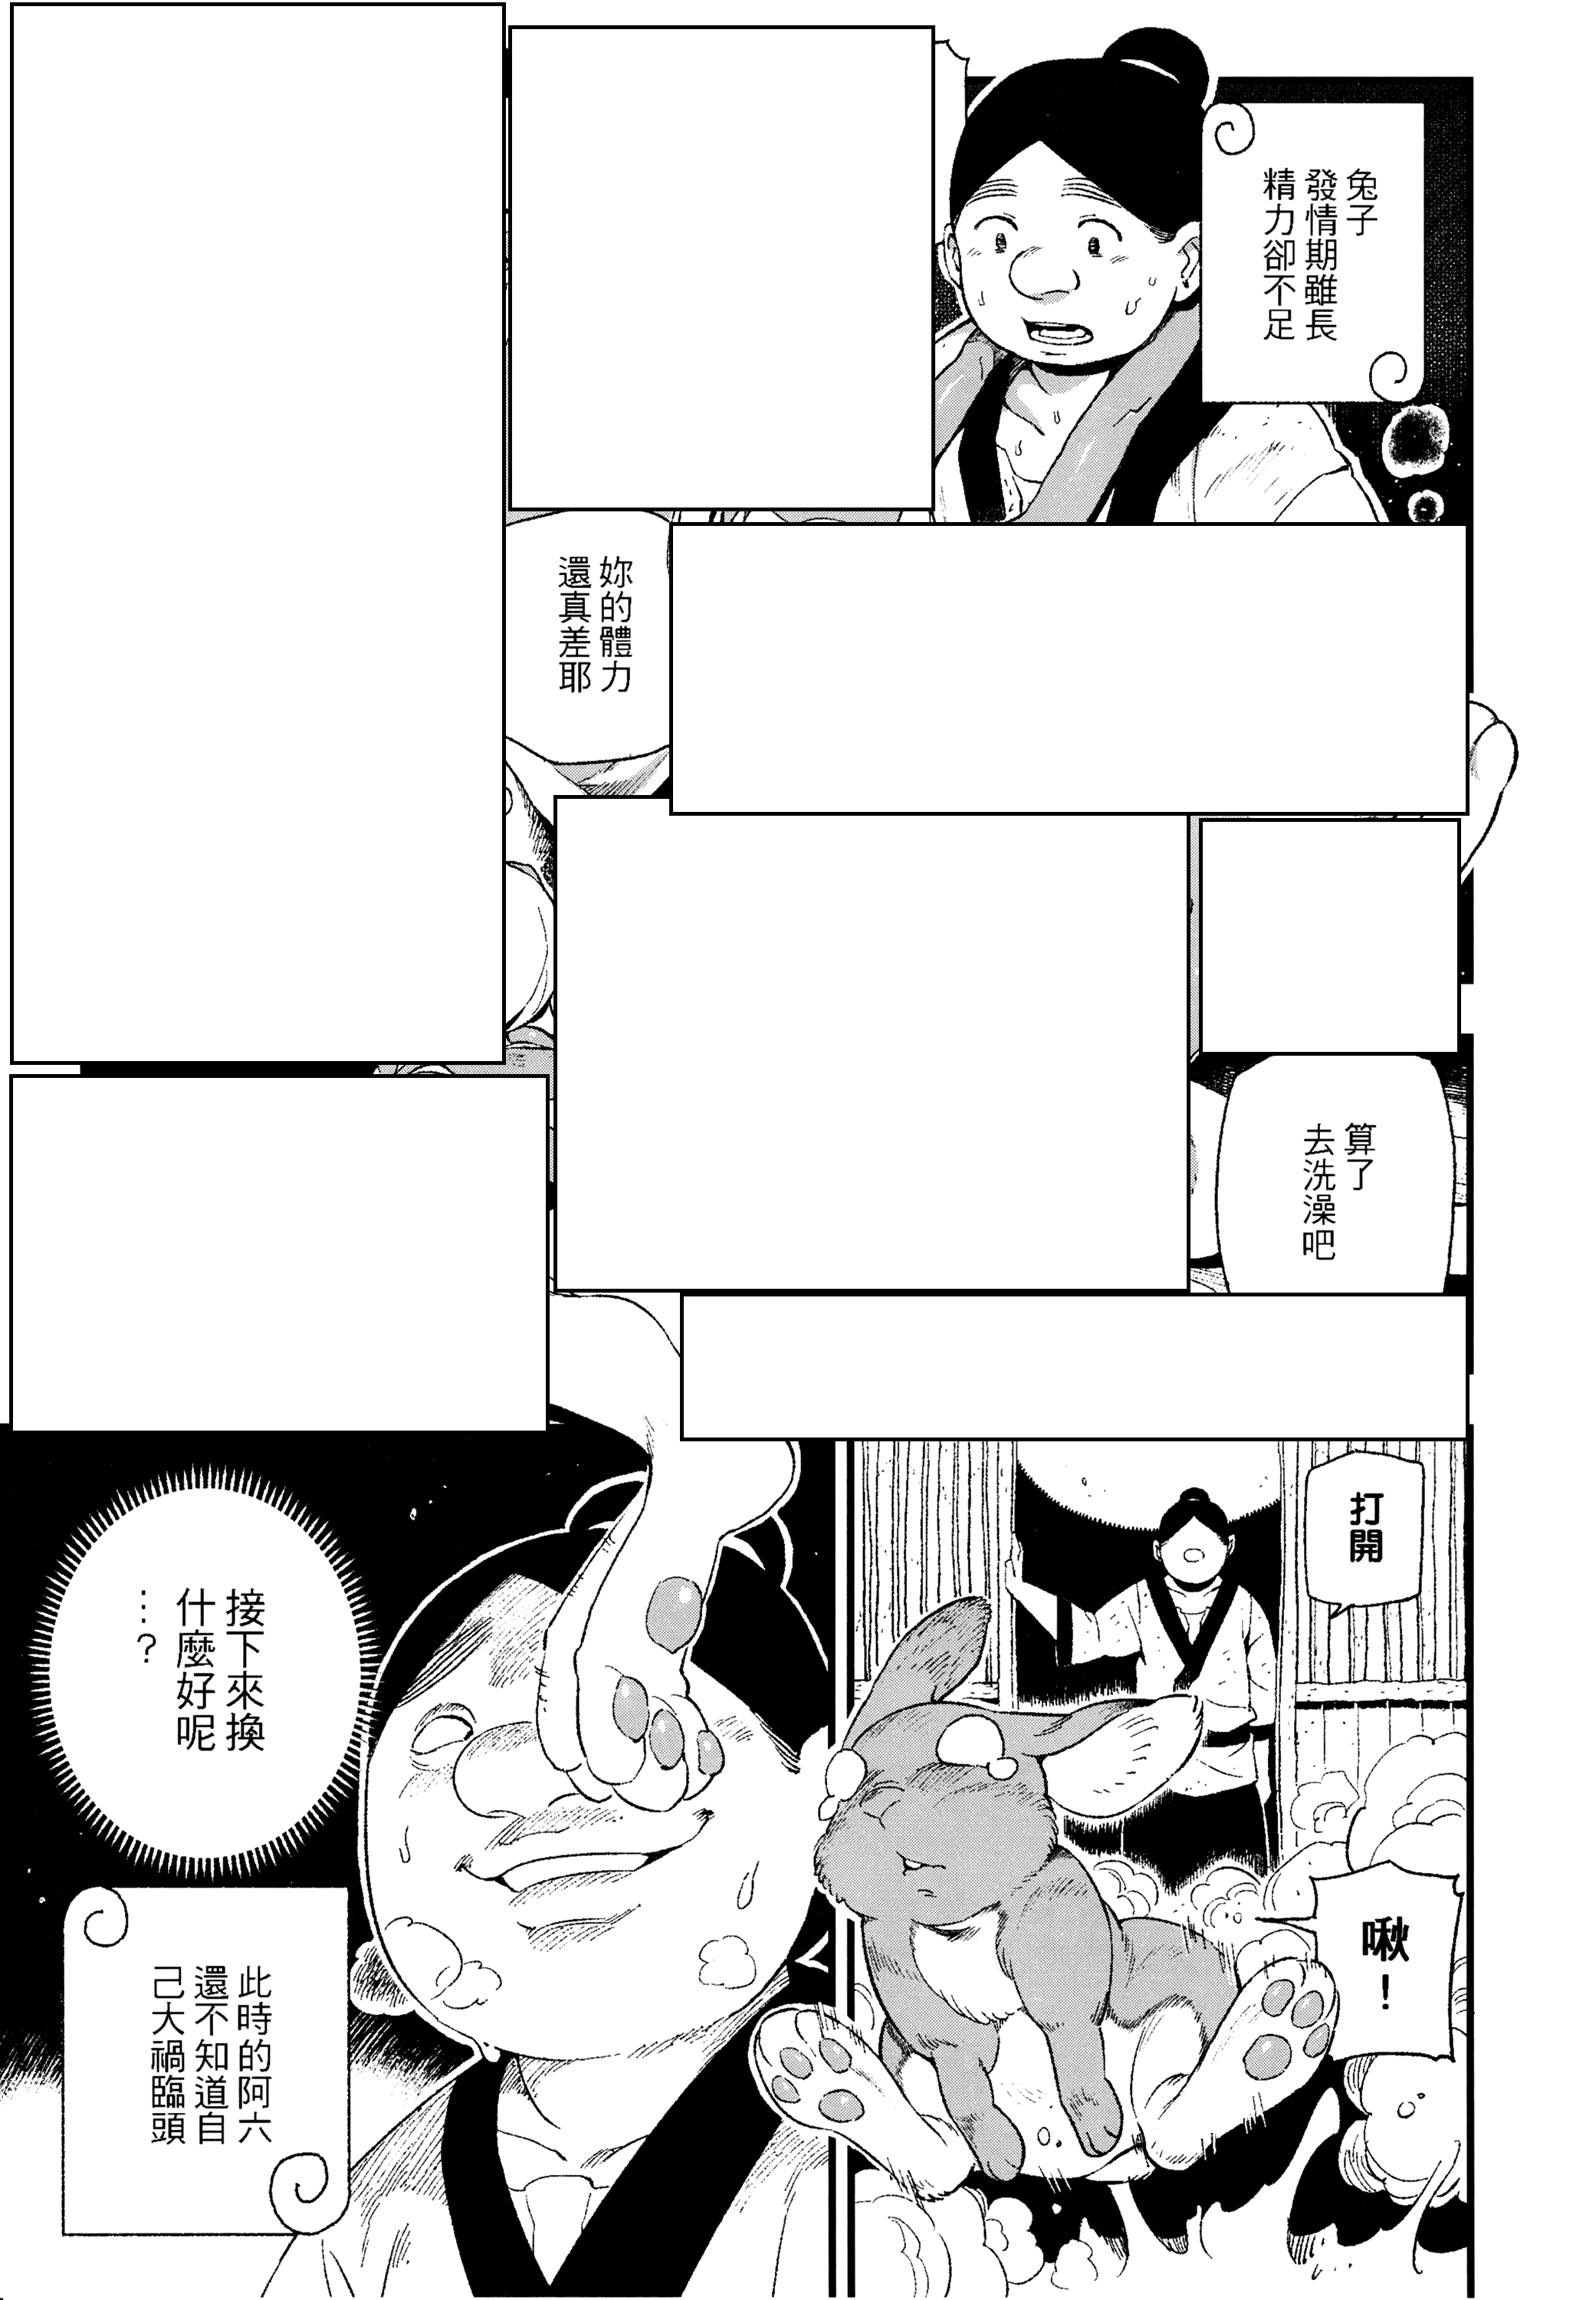 兔子
發情期雖長
精力卻不足
妳的體力
還真差耶
算了
去洗澡吧
打開
啾！
接下來換
什麼好呢
…？
此時的阿六
還不知道自
己大禍臨頭